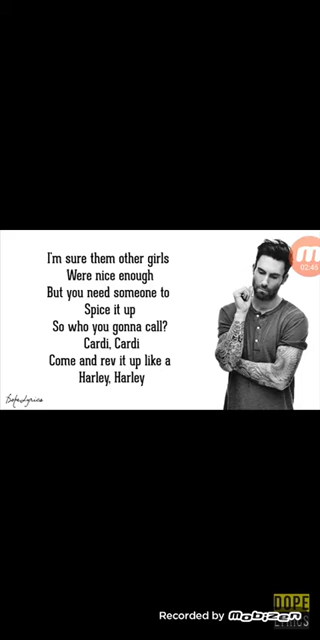 02:45
I'm sure them other girls
Were nice enough
But you need someone to
Spice it up
So who you gonna call?
Cardi, Cardi
Come and rev it up like a
Harley, Harley
DOPE
LYRICS
Recorded by mobizen